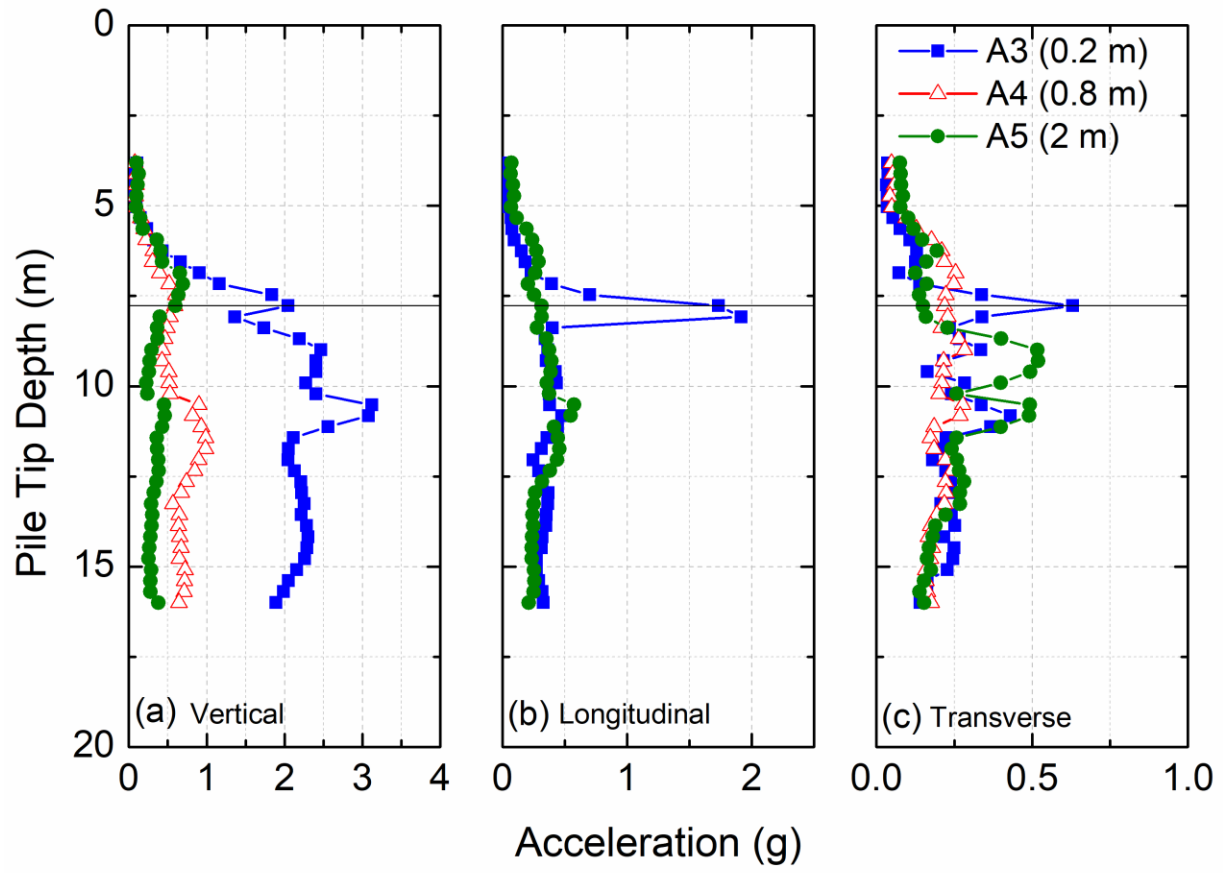 0
5
10
15
20
Pile Tip Depth (m)
A3 (0.2 m)
A4 (0.8 m)
A5 (2 m)
(a) Vertical
(b) Longitudinal
(c) Transverse
0 1 2 3 4
0 1 2
0.0 0.5 1.0
Acceleration (g)